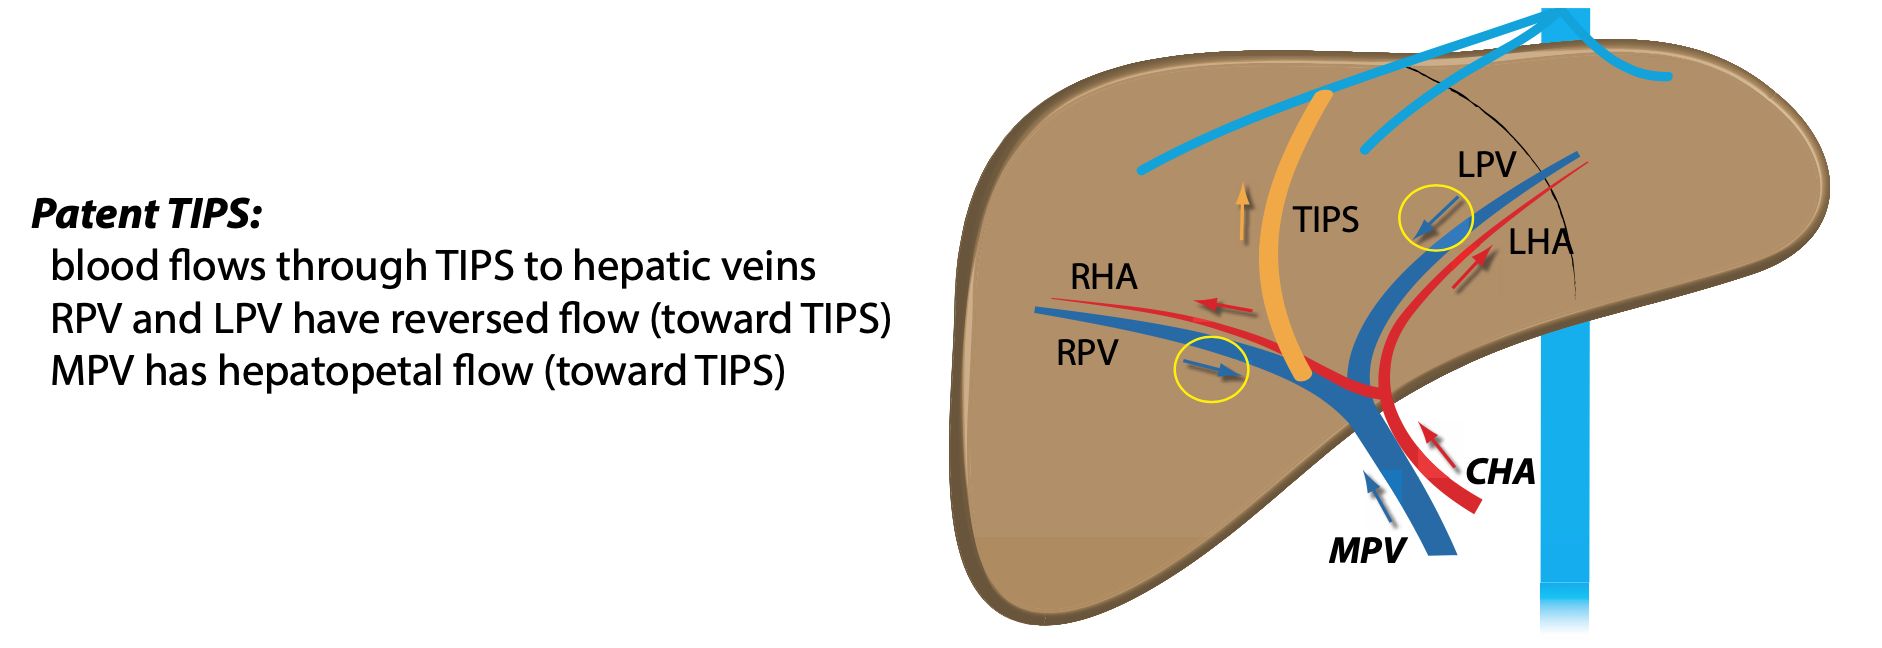 Patent TIPS:
blood flows through TIPS to hepatic veins
RPV and LPV have reversed flow (toward TIPS)
MPV has hepatopetal flow (toward TIPS)
LPV
TIPS
LHA
RHA
RPV
CHA
MPV